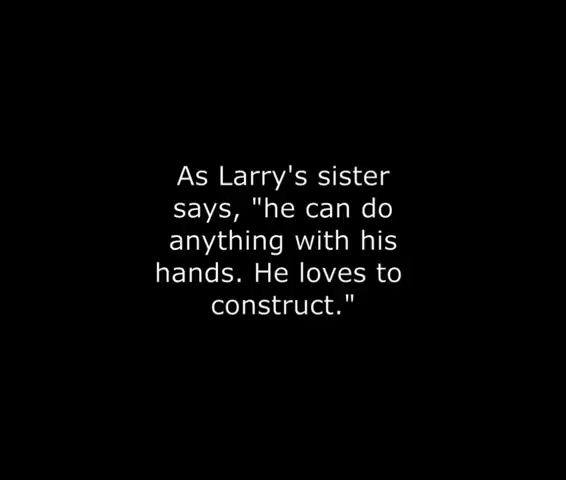 As Larry's sister
says, "he can do
anything with his
hands. He loves to
construct."